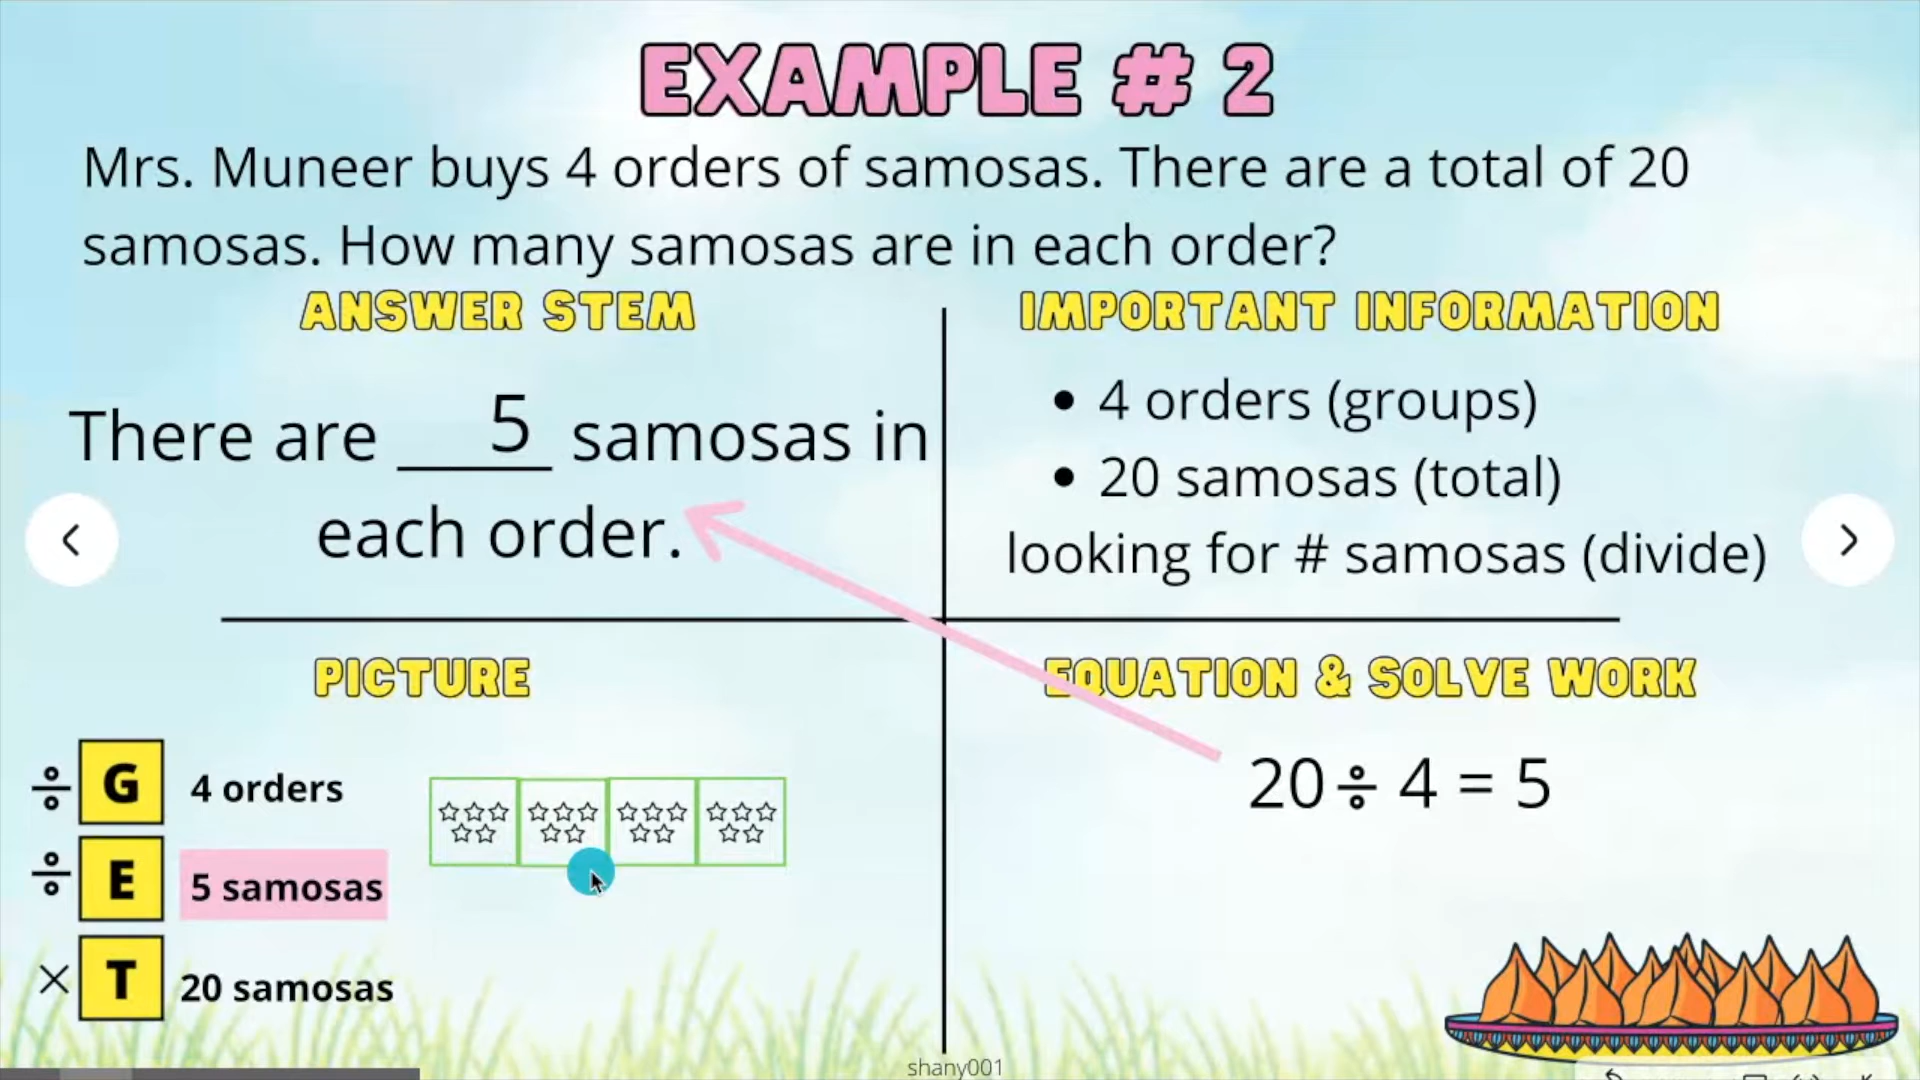 EXAMPLE # 2
Mrs. Muneer buys 4 orders of samosas. There are a total of 20
samosas. How many samosas are in each order?
ANSWER STEM
There are ____5 samosas in
each order.
IMPORTANT INFORMATION
• 4 orders (groups)
• 20 samosas (total)
looking for # samosas (divide)
PICTURE
÷ G 4 orders
÷ E 5 samosas
× T 20 samosas
EQUATION & SOLVE WORK
20 ÷ 4 = 5
shany001